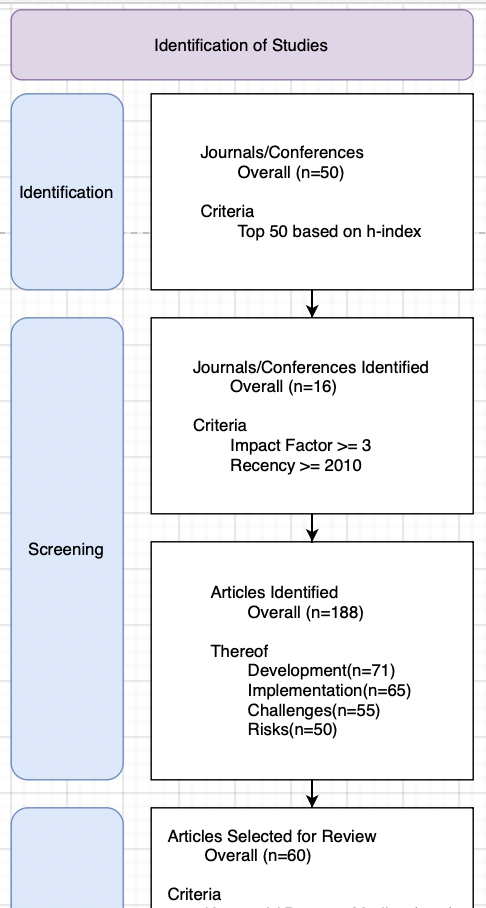 Identification of Studies
Identification
Journals/Conferences
Overall (n=50)
Criteria
Top 50 based on h-index
Screening
Journals/Conferences Identified
Overall (n=16)
Criteria
Impact Factor >= 3
Recency >= 2010
Articles Identified
Overall (n=188)
Thereof
Development(n=71)
Implementation(n=65)
Challenges(n=55)
Risks(n=50)
Articles Selected for Review
Overall (n=60)
Criteria